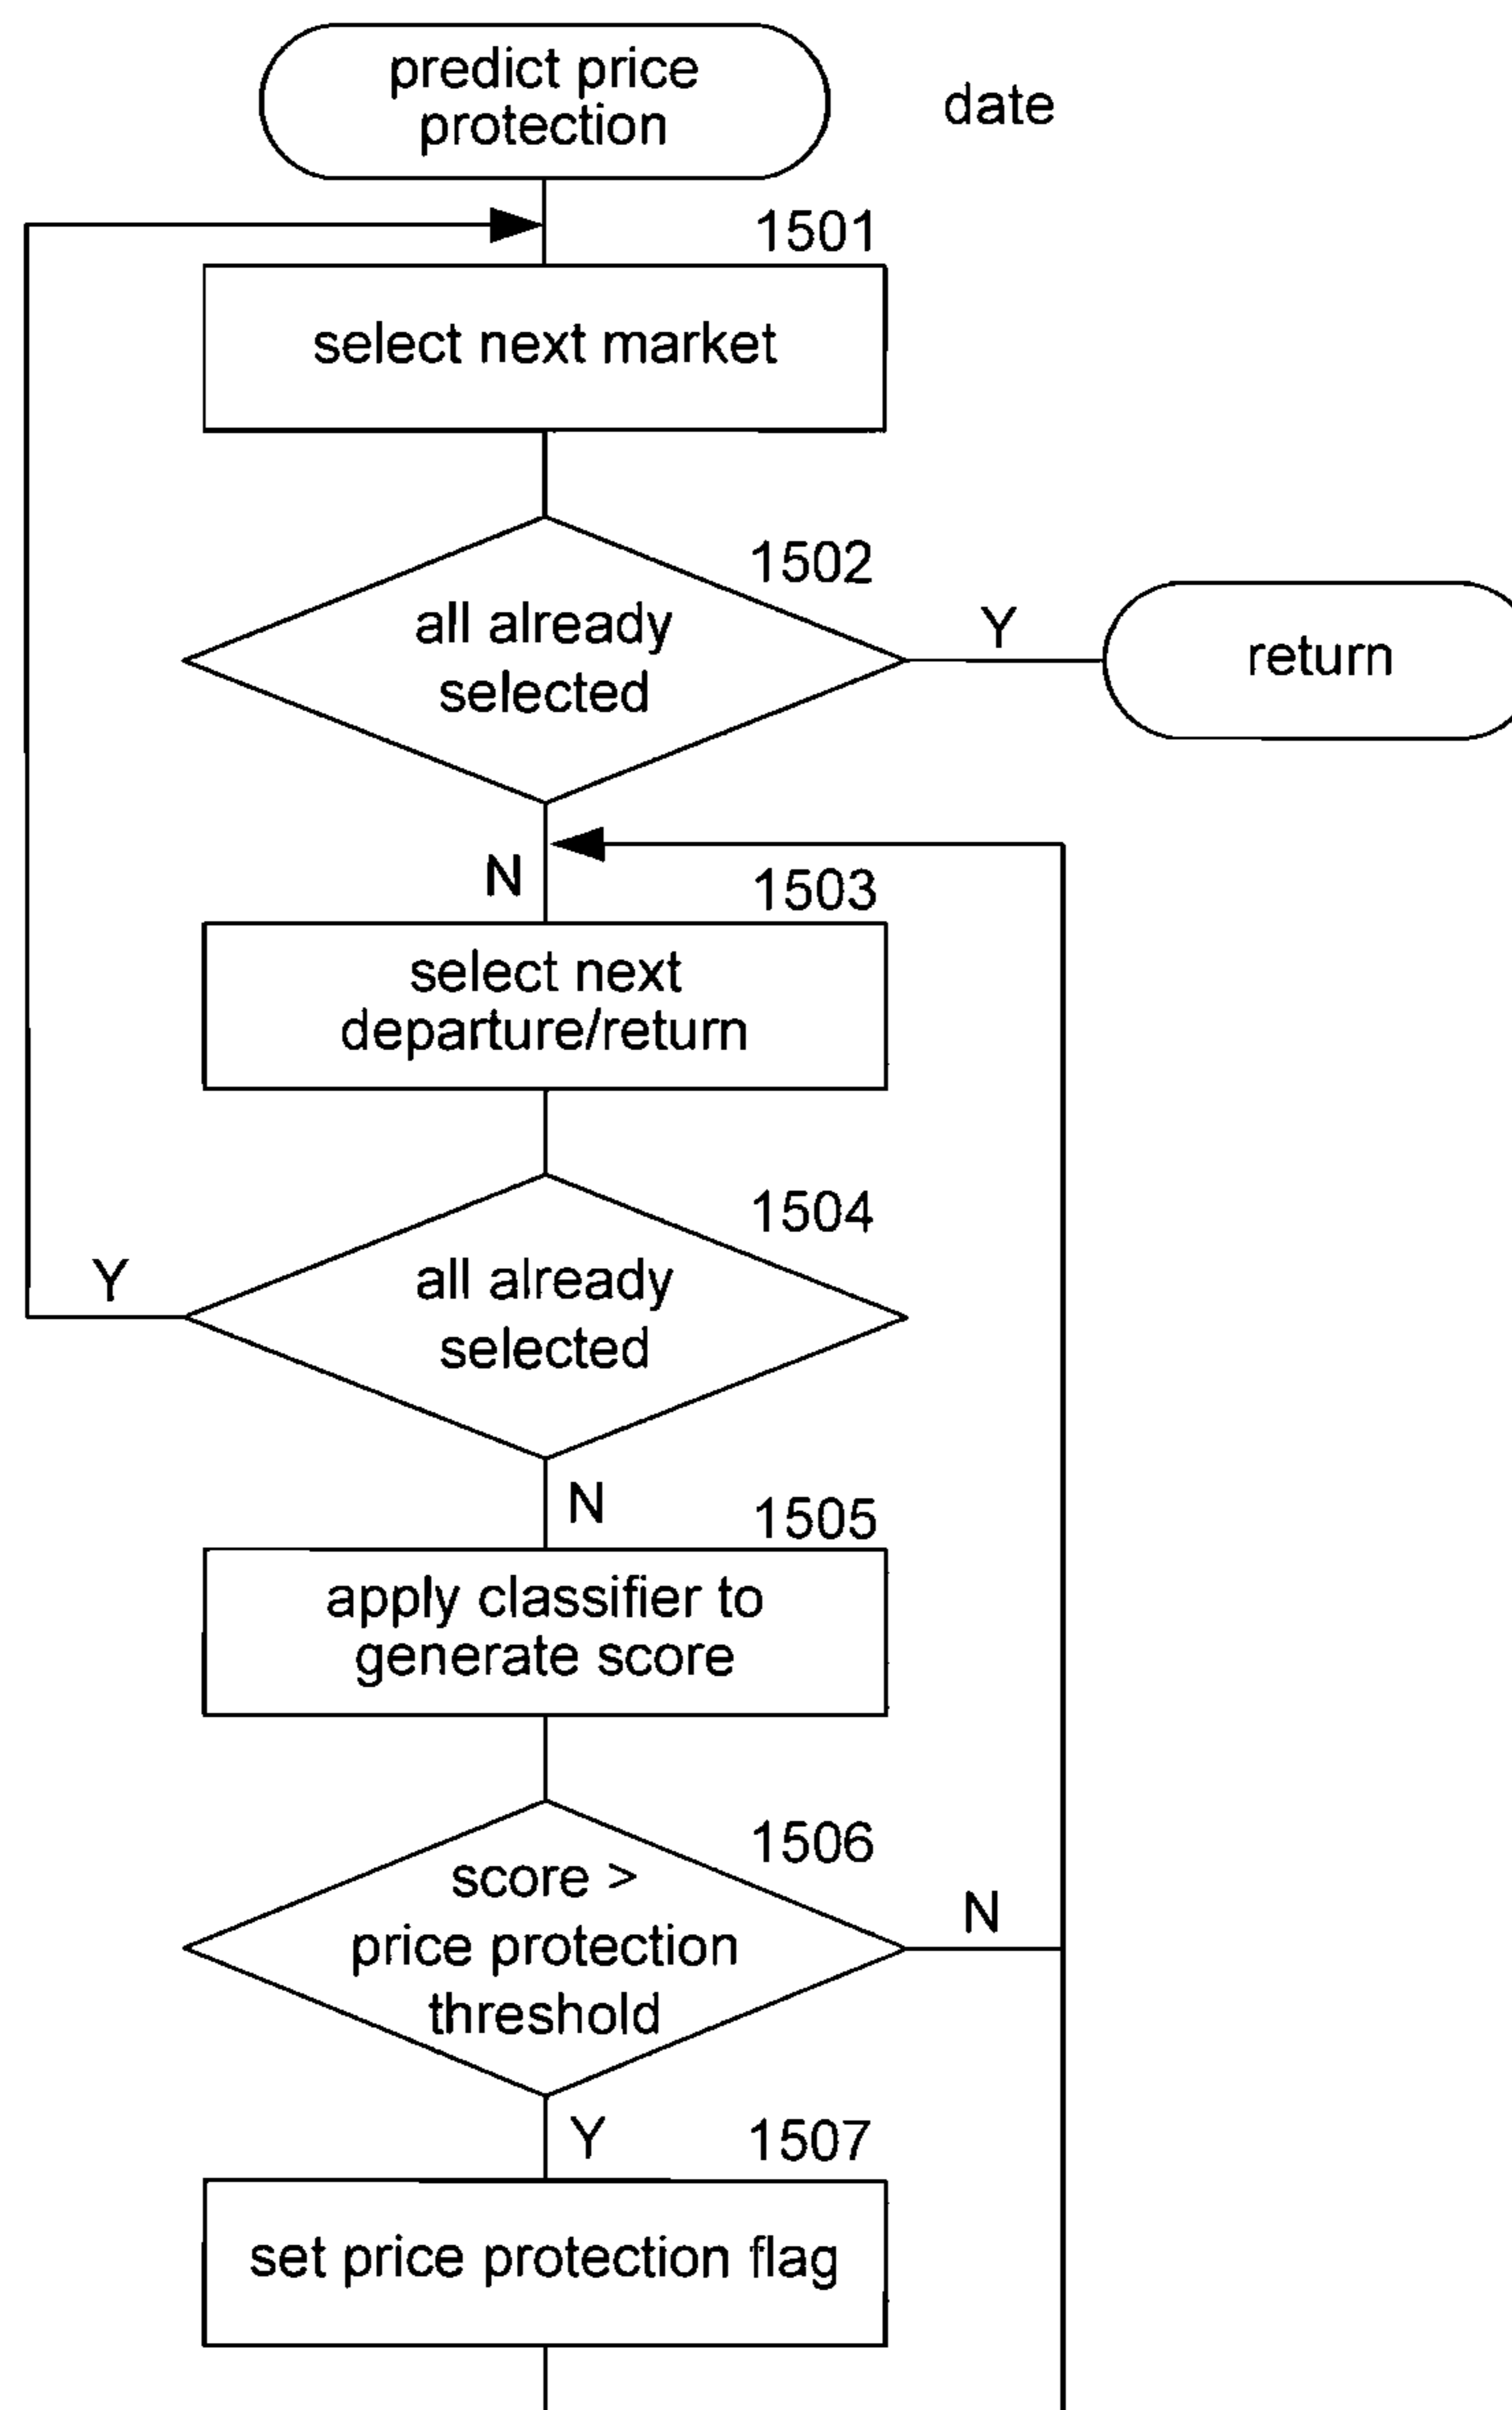 predict price
protection
date
1501
select next market
1502
all already
selected
Y
return
N
1503
select next
departure/return
1504
all already
selected
Y
N
1505
apply classifier to
generate score
1506
score >
price protection
threshold
N
Y
1507
set price protection flag